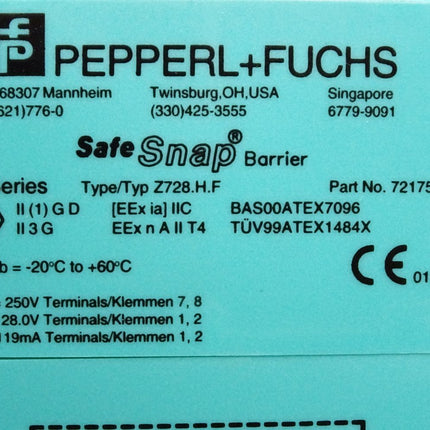 PEPPERL+FUCHS
68307 Mannheim Twinsburg,OH,USA Singapore
621)776-0 (330)425-3555 6779-9091
Safe Snap® Barrier
Series Type/Typ Z728.H.F Part No. 72175
II (1) G D [EEx ia] IIC BAS00ATEX7096
II 3 G EEx n A II T4 TÜV99ATEX1484X
= -20°C to +60°C
CE 01
= 250V Terminals/Klemmen 7, 8
28.0V Terminals/Klemmen 1, 2
119mA Terminals/Klemmen 1, 2